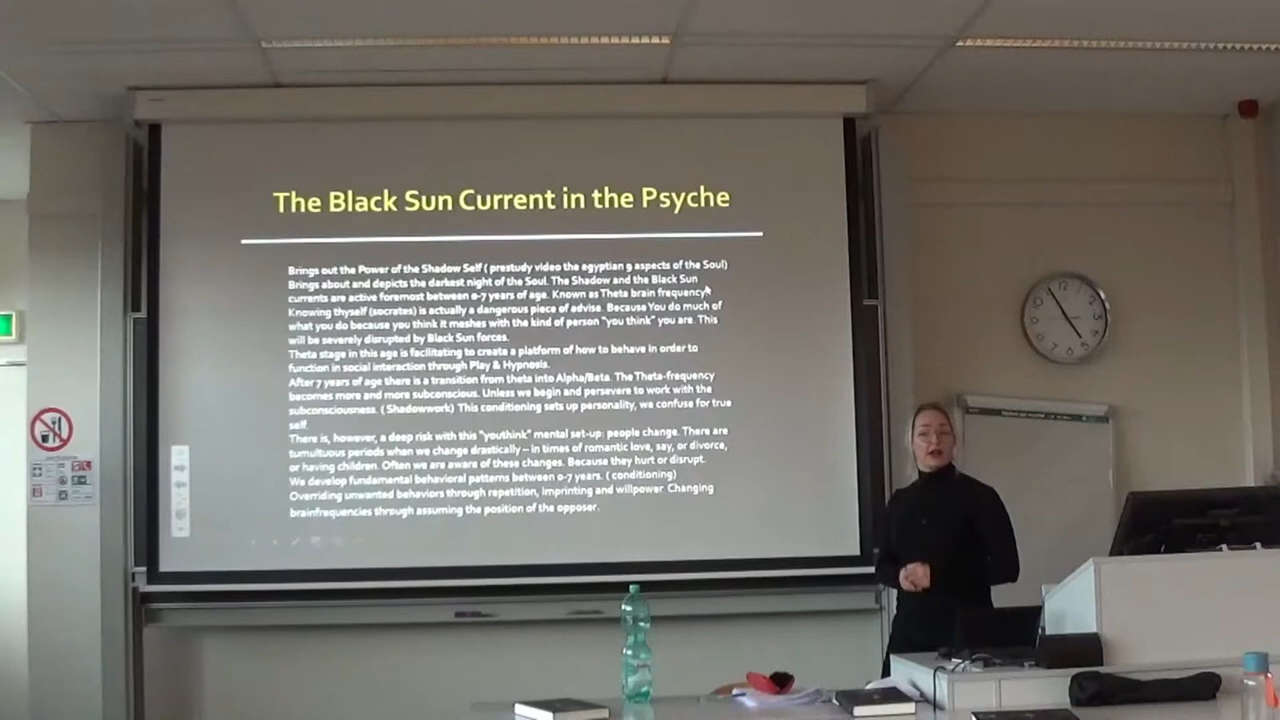 The Black Sun Current in the Psyche
Brings out the Power of the Shadow Self ( prestudy video the egyptian 9 aspects of the Soul)
Brings about and depicts the darkest night of the Soul. The Shadow and the Black Sun
currents are active foremost between 0-7 years of age. Known as Theta brain frequency.
Knowing thyself (socrates) is actually a dangerous piece of advise. Because You do much of
what you do because you think it meshes with the kind of person "you think" you are. This
will be severely disrupted by Black Sun forces.
Theta stage in this age is facilitating to create a platform of how to behave in order to
function in social interaction through Play & Hypnosis.
After 7 years of age there is a transition from theta into Alpha/Beta. The Theta-frequency
becomes more and more subconscious. Unless we begin and persevere to work with the
subconsciousness. ( Shadowwork) This conditioning sets up personality, we confuse for true
self.
There is, however, a deep risk with this "youthink" mental set-up: people change. There are
tumultuous periods when we change drastically – in times of romantic love, say, or divorce,
or having children. Often we are aware of these changes. Because they hurt or disrupt.
We develop fundamental behavioral patterns between 0-7 years. ( conditioning)
Overriding unwanted behaviors through repetition, imprinting and willpower. Changing
brainfrequencies through assuming the position of the opposer.
12
11
5
6
7